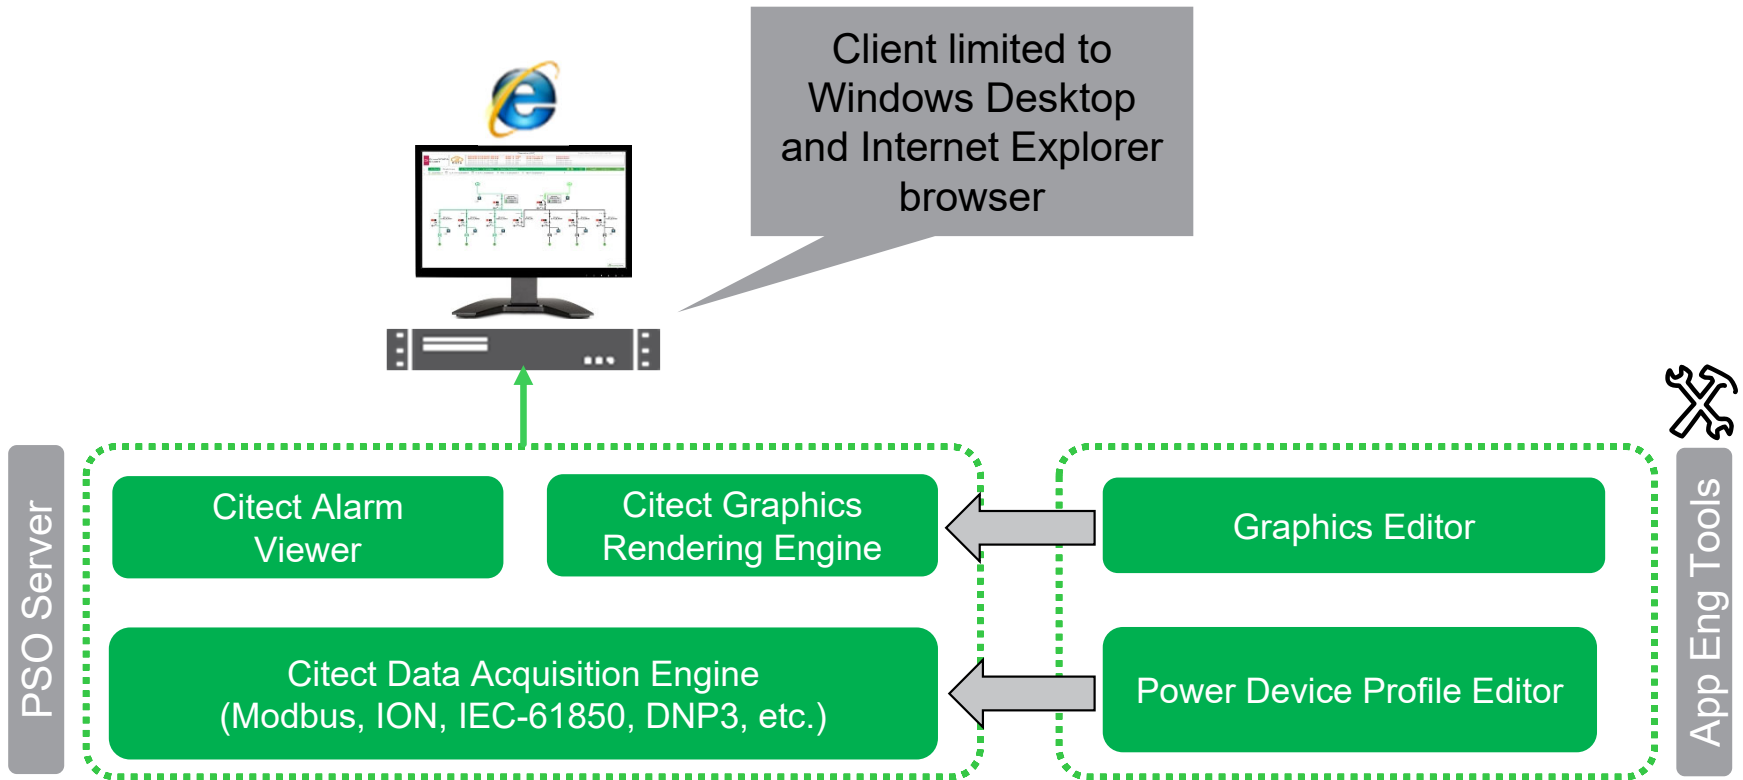 Client limited to
Windows Desktop
and Internet Explorer
browser
PSO Server
Citect Alarm
Viewer
Citect Graphics
Rendering Engine
Citect Data Acquisition Engine
(Modbus, ION, IEC-61850, DNP3, etc.)
Graphics Editor
Power Device Profile Editor
App Eng Tools